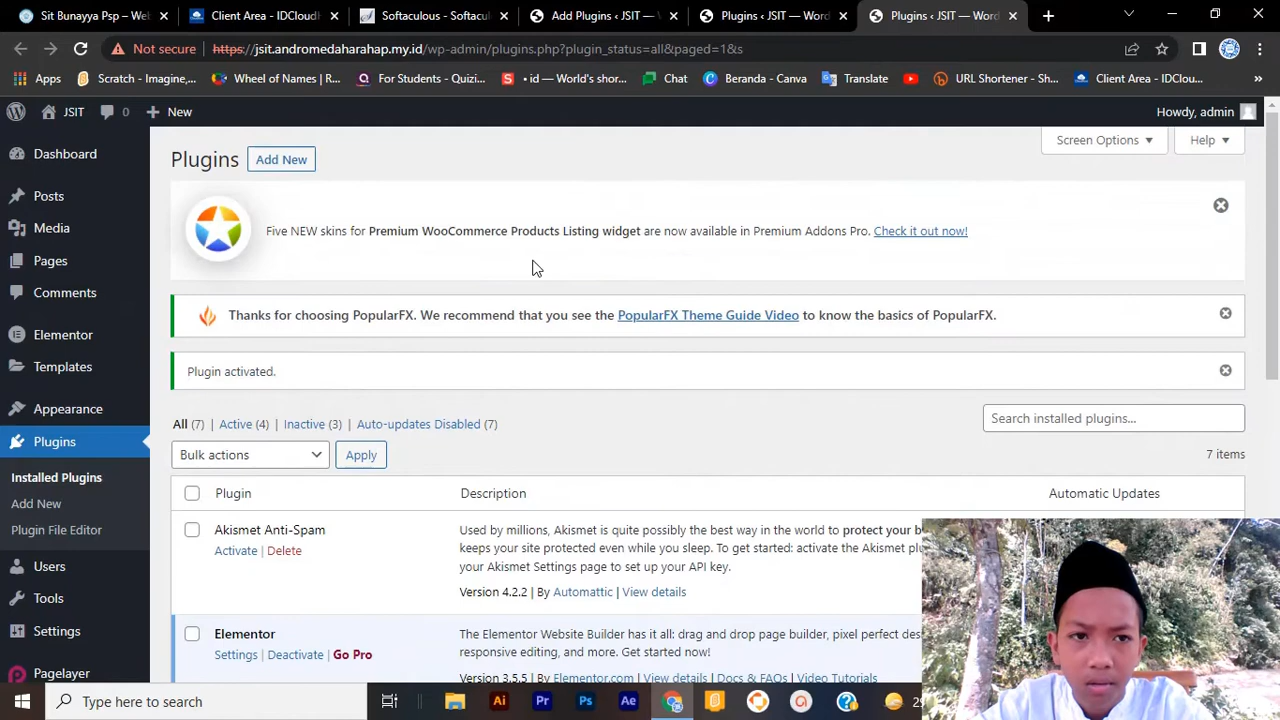 Sit Bunayya Psp - Web
Client Area - IDCloudH
Softaculous - Softacul
Add Plugins ‹ JSIT — W
Plugins ‹ JSIT — Word
Plugins ‹ JSIT — Word
Not secure
https://jsit.andromedaharahap.my.id/wp-admin/plugins.php?plugin_status=all&paged=1&s
Apps
Scratch - Imagine,...
Wheel of Names | R...
For Students - Quizi...
• id — World's shor...
Chat
Beranda - Canva
Translate
URL Shortener - Sh...
Client Area - IDClou...
»
JSIT
0
New
Howdy, admin
Dashboard
Posts
Media
Pages
Comments
Elementor
Templates
Appearance
Plugins
Installed Plugins
Add New
Plugin File Editor
Users
Tools
Settings
Pagelayer
Screen Options
Help
Plugins
Add New
Five NEW skins for Premium WooCommerce Products Listing widget are now available in Premium Addons Pro. Check it out now!
Thanks for choosing PopularFX. We recommend that you see the PopularFX Theme Guide Video to know the basics of PopularFX.
Plugin activated.
All (7) | Active (4) | Inactive (3) | Auto-updates Disabled (7)
Search installed plugins...
Bulk actions
Apply
7 items
Plugin
Description
Automatic Updates
Akismet Anti-Spam
Activate | Delete
Used by millions, Akismet is quite possibly the best way in the world to protect your b
keeps your site protected even while you sleep. To get started: activate the Akismet plu
your Akismet Settings page to set up your API key.
Version 4.2.2 | By Automattic | View details
Elementor
Settings | Deactivate | Go Pro
The Elementor Website Builder has it all: drag and drop page builder, pixel perfect des
responsive editing, and more. Get started now!
Version 3.5.5 | By Elementor.com | View details | Docs & FAQs | Video Tutorials
Type here to search
Ai
Pr
Ps
Ae